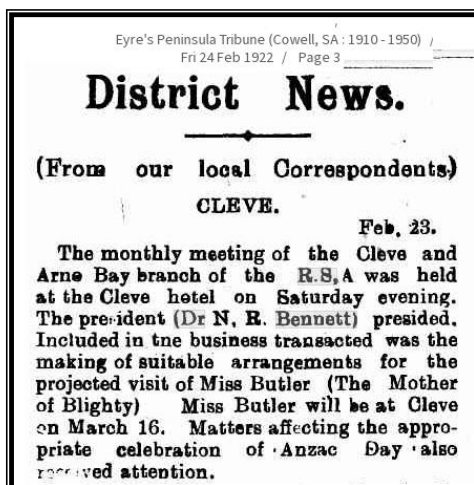 Eyre's Peninsula Tribune (Cowell, SA : 1910 - 1950) /
Fri 24 Feb 1922 / Page 3
District News.
(From our local Correspondents)
CLEVE.
Feb. 23.
The monthly meeting of the Cleve and
Arne Bay branch of the R.S,A was held
at the Cleve hotel on Saturday evening.
The president (Dr N. R. Bennett) presided.
Included in tne business transacted was the
making of suitable arrangements for the
projected visit of Miss Butler (The Mother
of Blighty) Miss Butler will be at Cleve
on March 16. Matters affecting the appro-
priate celebration of Anzac Day also
received attention.